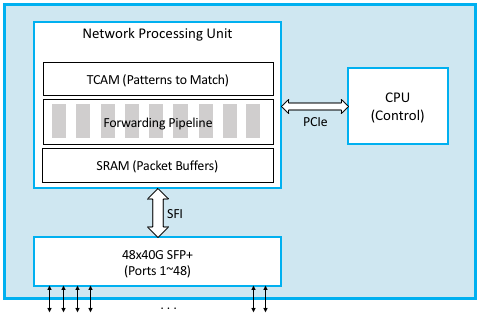 Network Processing Unit
TCAM (Patterns to Match)
Forwarding Pipeline
SRAM (Packet Buffers)
PCIe
CPU
(Control)
SFI
48x40G SFP+
(Ports 1~48)
. . .